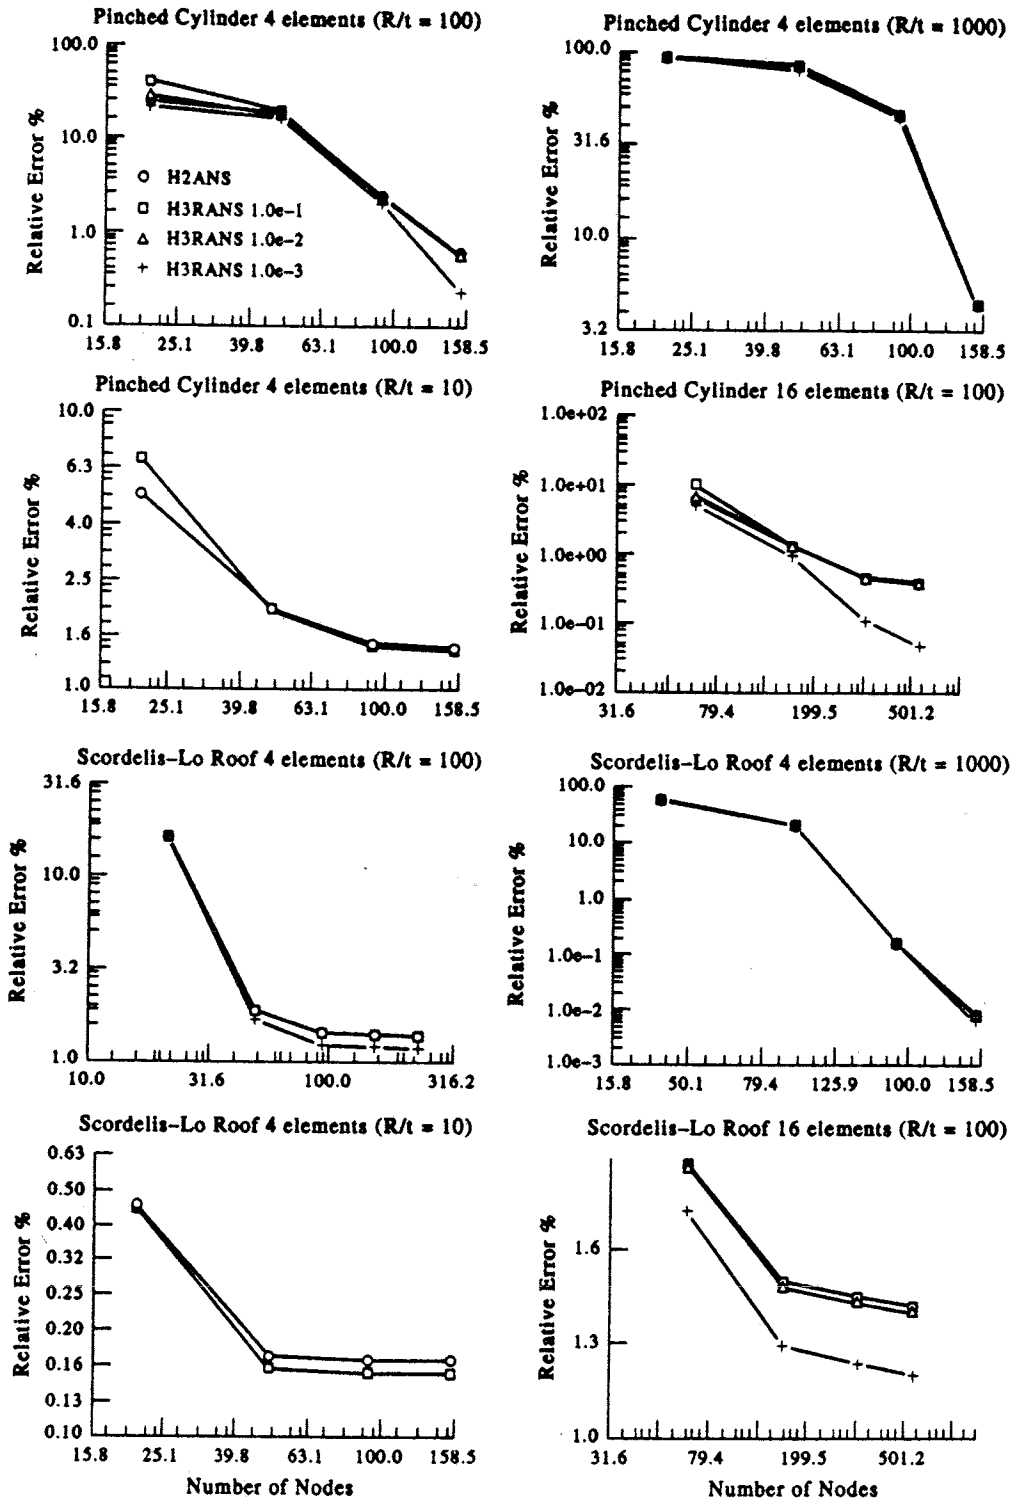 Pinched Cylinder 4 elements (R/t = 100)
100.0
10.0
1.0
0.1
Relative Error %
H2ANS
H3RANS 1.0e-1
H3RANS 1.0e-2
H3RANS 1.0e-3
15.8 25.1 39.8 63.1 100.0 158.5
Pinched Cylinder 4 elements (R/t = 1000)
100.0
31.6
10.0
3.2
Relative Error %
15.8 25.1 39.8 63.1 100.0 158.5
Pinched Cylinder 4 elements (R/t = 10)
10.0
6.3
4.0
2.5
1.6
1.0
Relative Error %
15.8 25.1 39.8 63.1 100.0 158.5
Pinched Cylinder 16 elements (R/t = 100)
1.0e+02
1.0e+01
1.0e+00
1.0e-01
1.0e-02
Relative Error %
31.6 79.4 199.5 501.2
Scordelis-Lo Roof 4 elements (R/t = 100)
31.6
10.0
3.2
1.0
Relative Error %
10.0 31.6 100.0 316.2
Scordelis-Lo Roof 4 elements (R/t = 1000)
100.0
10.0
1.0
1.0e-1
1.0e-2
1.0e-3
Relative Error %
15.8 50.1 79.4 125.9 100.0 158.5
Scordelis-Lo Roof 4 elements (R/t = 10)
0.63
0.50
0.40
0.32
0.25
0.20
0.16
0.13
0.10
Relative Error %
15.8 25.1 39.8 63.1 100.0 158.5
Number of Nodes
Scordelis-Lo Roof 16 elements (R/t = 100)
1.6
1.3
1.0
Relative Error %
31.6 79.4 199.5 501.2
Number of Nodes